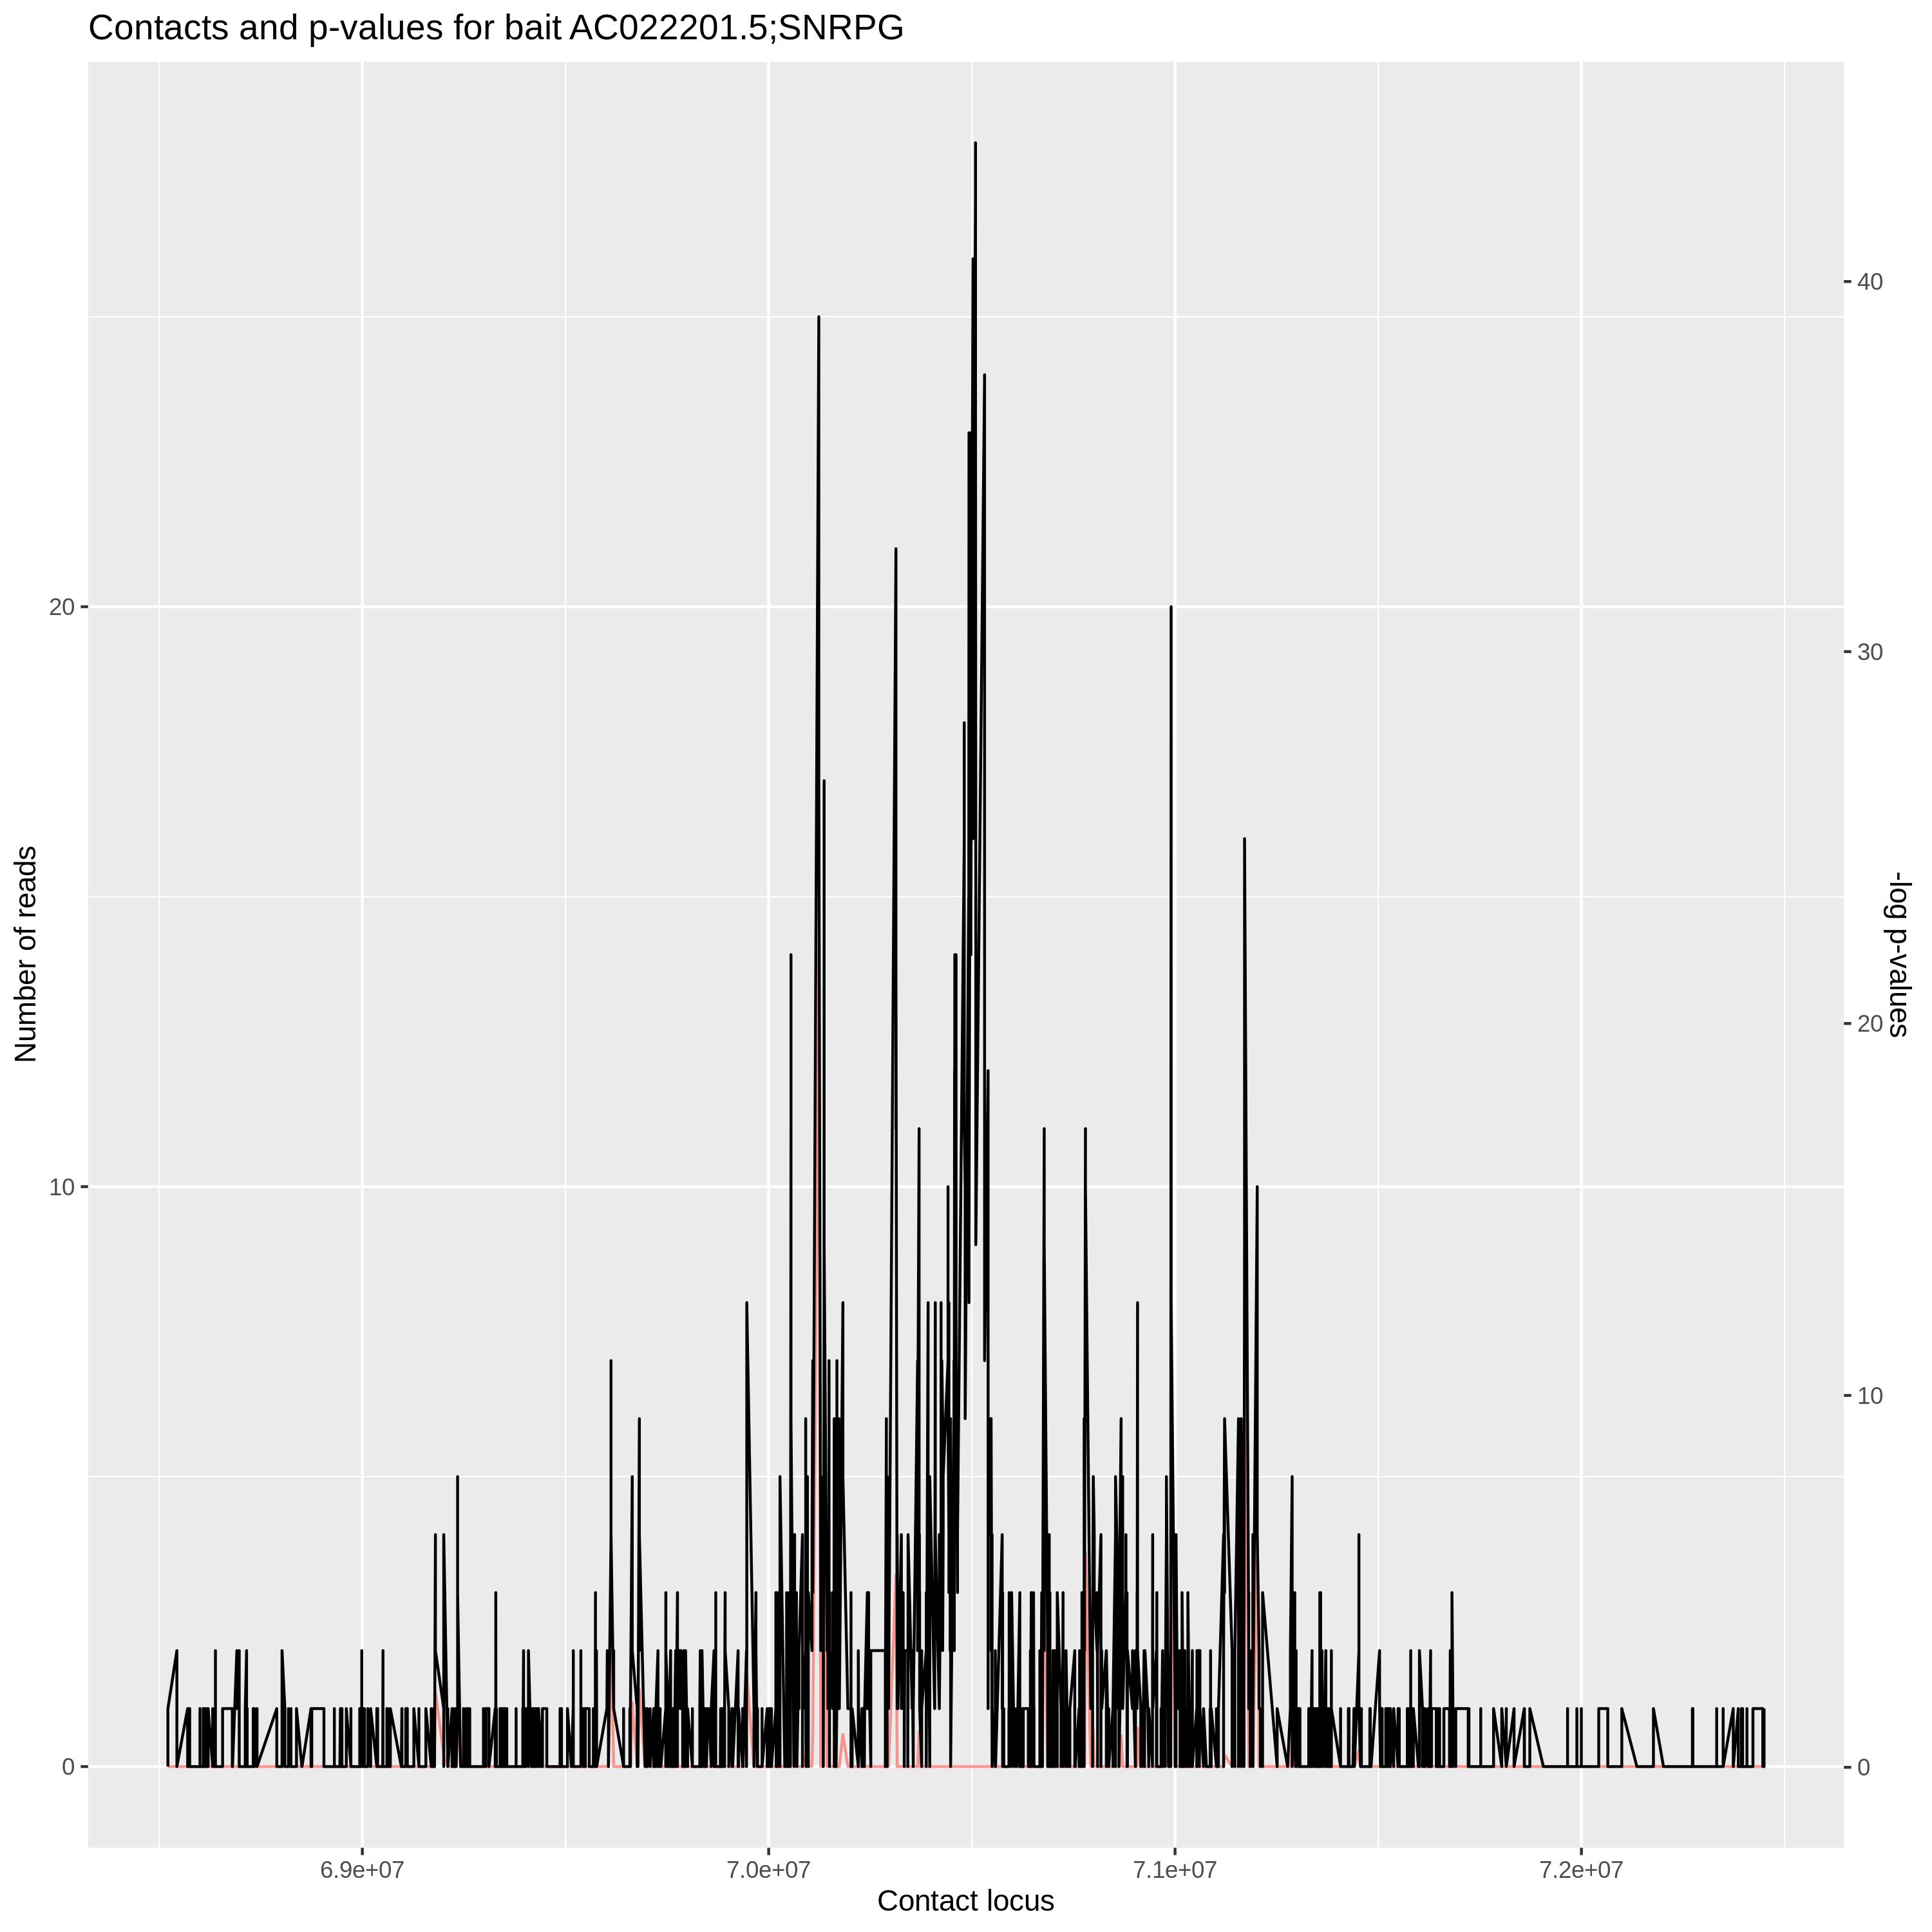 Contacts and p-values for bait AC022201.5;SNRPG
Number of reads
20
10
0
40
30
20
10
0
-log p-values
6.9e+07 7.0e+07 7.1e+07 7.2e+07
Contact locus